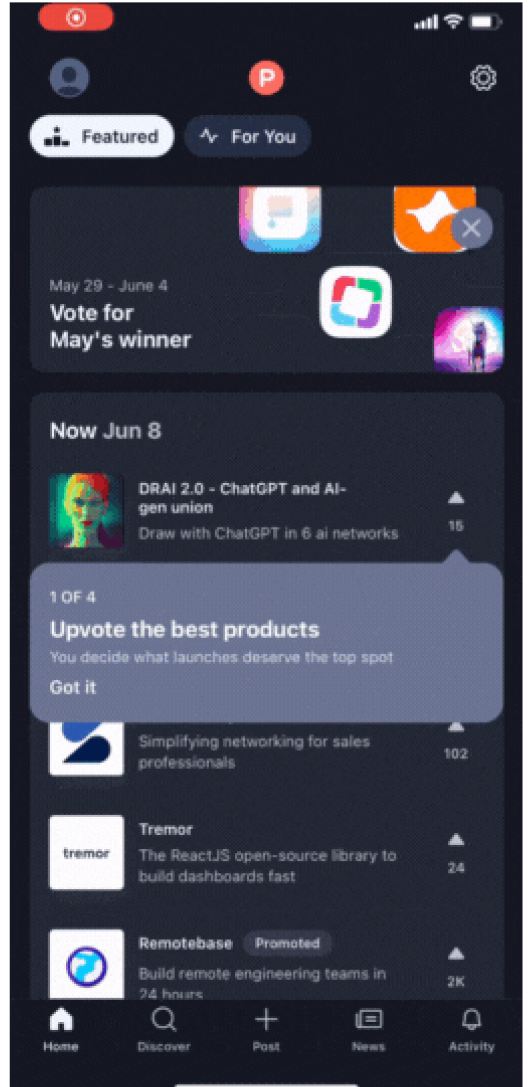 P
Featured
For You
May 29 - June 4
Vote for
May's winner
Now Jun 8
DRAI 2.0 - ChatGPT and AI-
gen union
Draw with ChatGPT in 6 ai networks
15
1 OF 4
Upvote the best products
You decide what launches deserve the top spot
Got it
Simplifying networking for sales
professionals
102
tremor
Tremor
The ReactJS open-source library to
build dashboards fast
24
Remotebase Promoted
Build remote engineering teams in
24 hours
2K
Home
Discover
Post
News
Activity